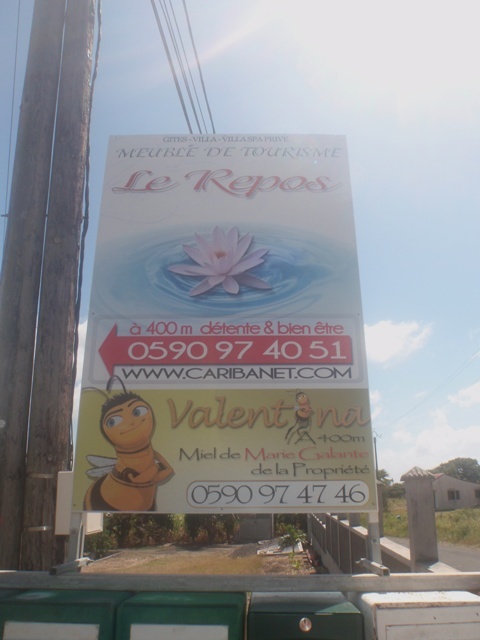 GITES - VILLA - VILLA SPA PRIVE
MEUBLÉ DE TOURISME
Le Repos
à 400 m détente & bien être
0590 97 40 51
WWW.CARIBANET.COM
Valentina
400m
Miel de Marie Galante
de la Propriété
0590 97 47 46